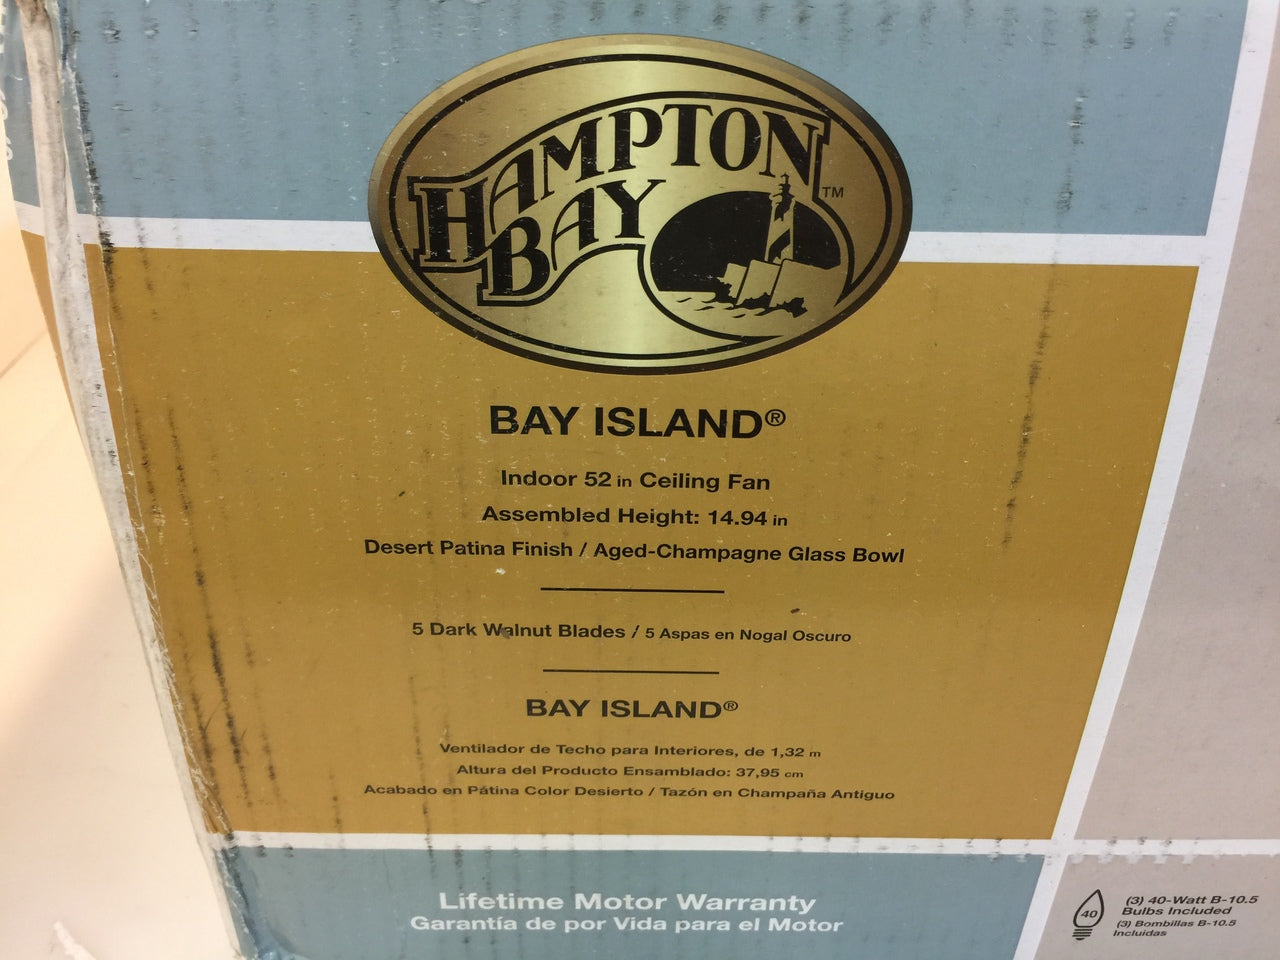 HAMPTON
BAY
™
BAY ISLAND®
Indoor 52 in Ceiling Fan
Assembled Height: 14.94 in
Desert Patina Finish / Aged-Champagne Glass Bowl
5 Dark Walnut Blades / 5 Aspas en Nogal Oscuro
BAY ISLAND®
Ventilador de Techo para Interiores, de 1,32 m
Altura del Producto Ensamblado: 37,95 cm
Acabado en Pátina Color Desierto / Tazón en Champaña Antiguo
Lifetime Motor Warranty
Garantía de por Vida para el Motor
40
(3) 40-Watt B-10.5
Bulbs Included
(3) Bombillas B-10.5
Incluidas